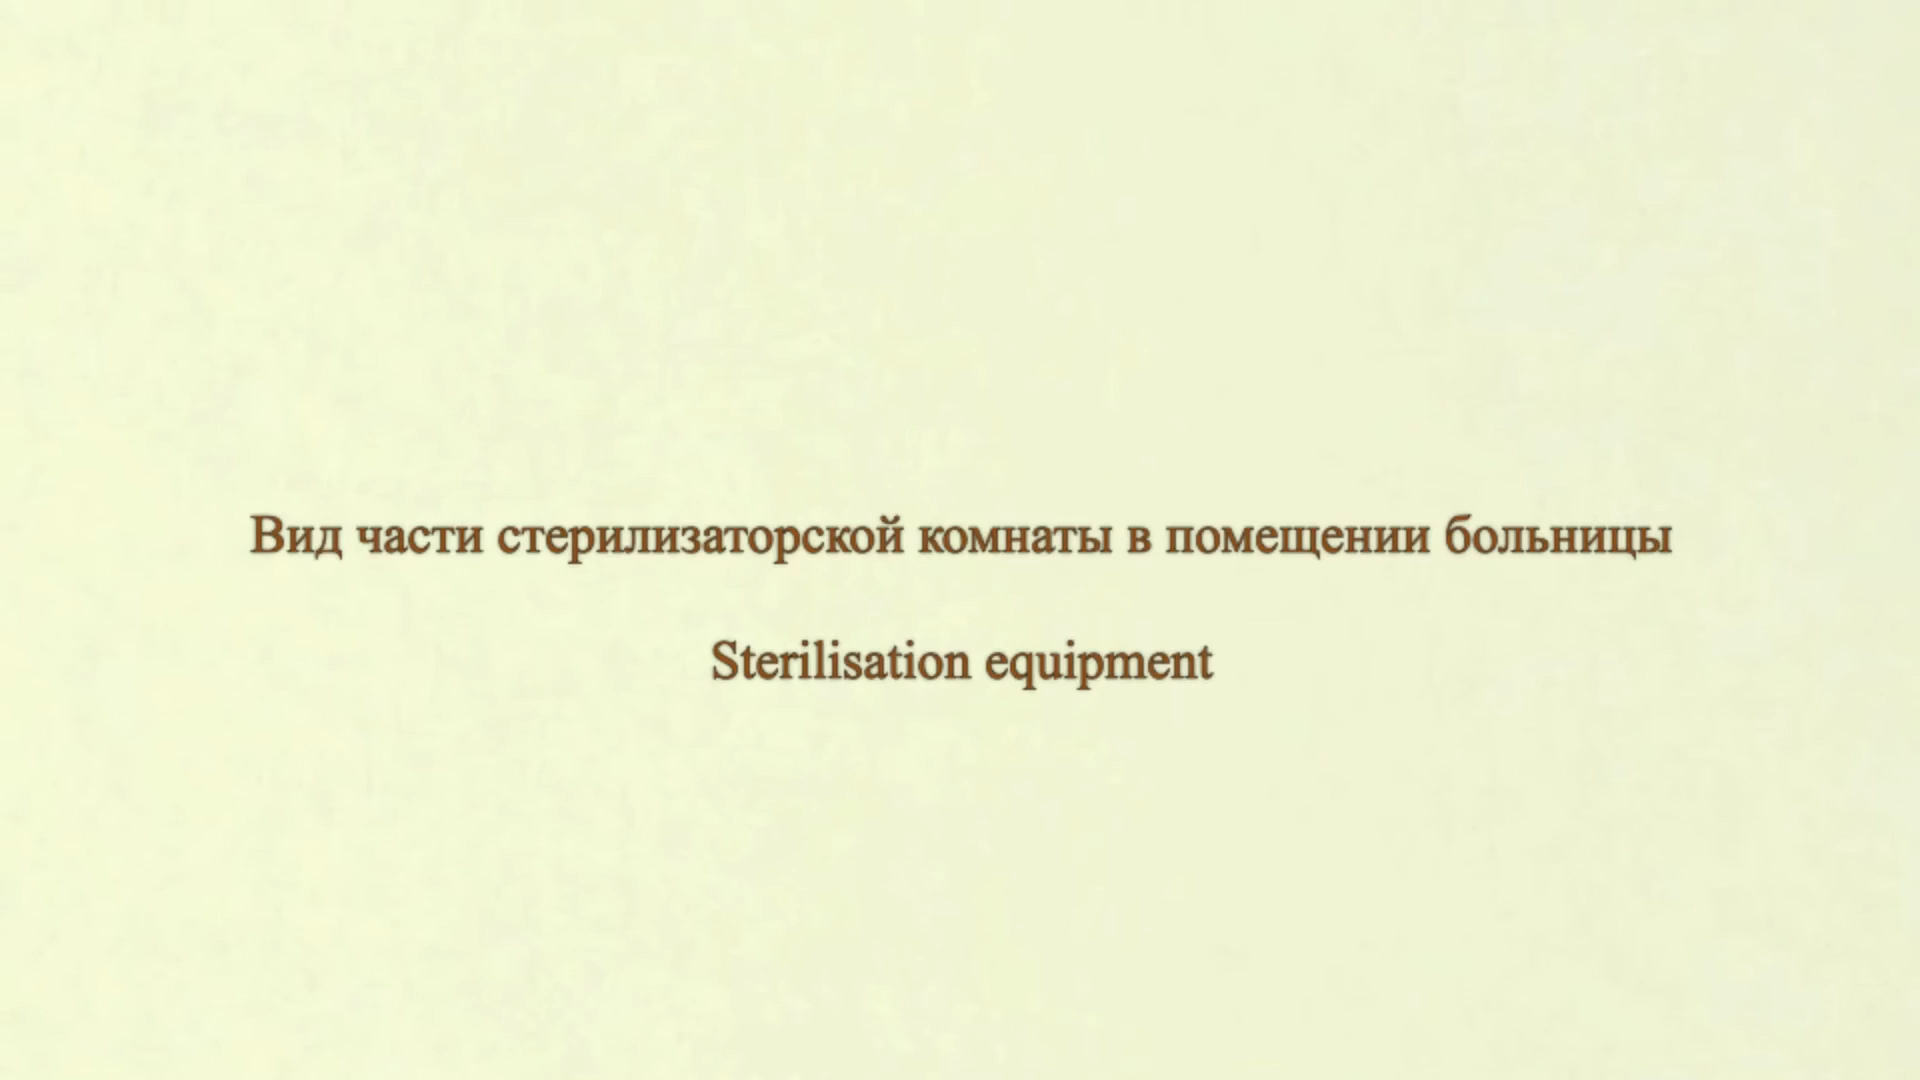 Вид части стерилизаторской комнаты в помещении больницы
Sterilisation equipment